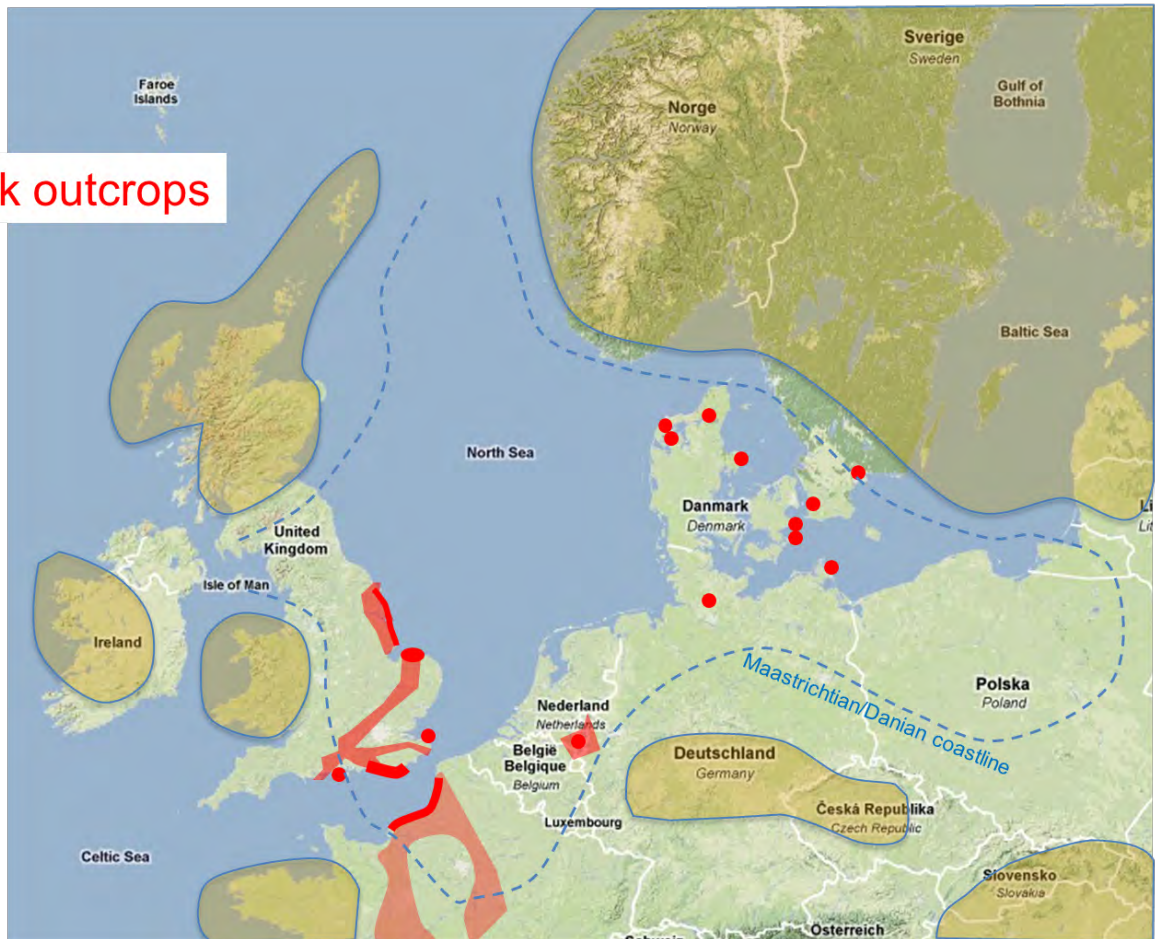 Faroe
Islands
k outcrops
Sverige
Sweden
Gulf of
Bothnia
Norge
Norway
Baltic Sea
North Sea
Danmark
Denmark
Li
Lit
United
Kingdom
Isle of Man
Ireland
Nederland
Netherlands
België
Belgique
Belgium
Luxembourg
Maastrichtian/Danian coastline
Polska
Poland
Deutschland
Germany
Česká Republika
Czech Republic
Celtic Sea
Slovensko
Slovakia
Österreich